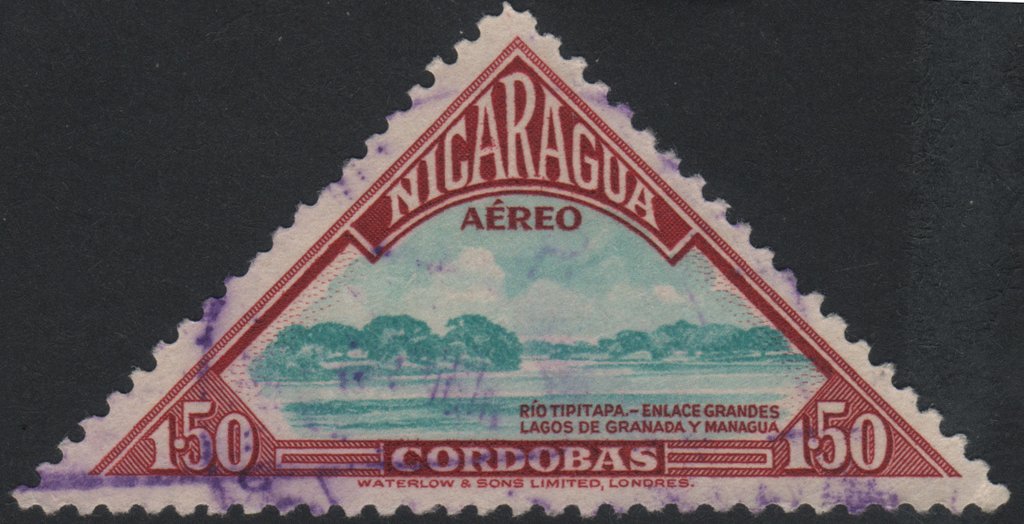 NICARAGUA
AÉREO
RÍO TIPITAPA.– ENLACE GRANDES
LAGOS DE GRANADA Y MANAGUA
1.50 CORDOBAS 1.50
WATERLOW & SONS LIMITED, LONDRES.